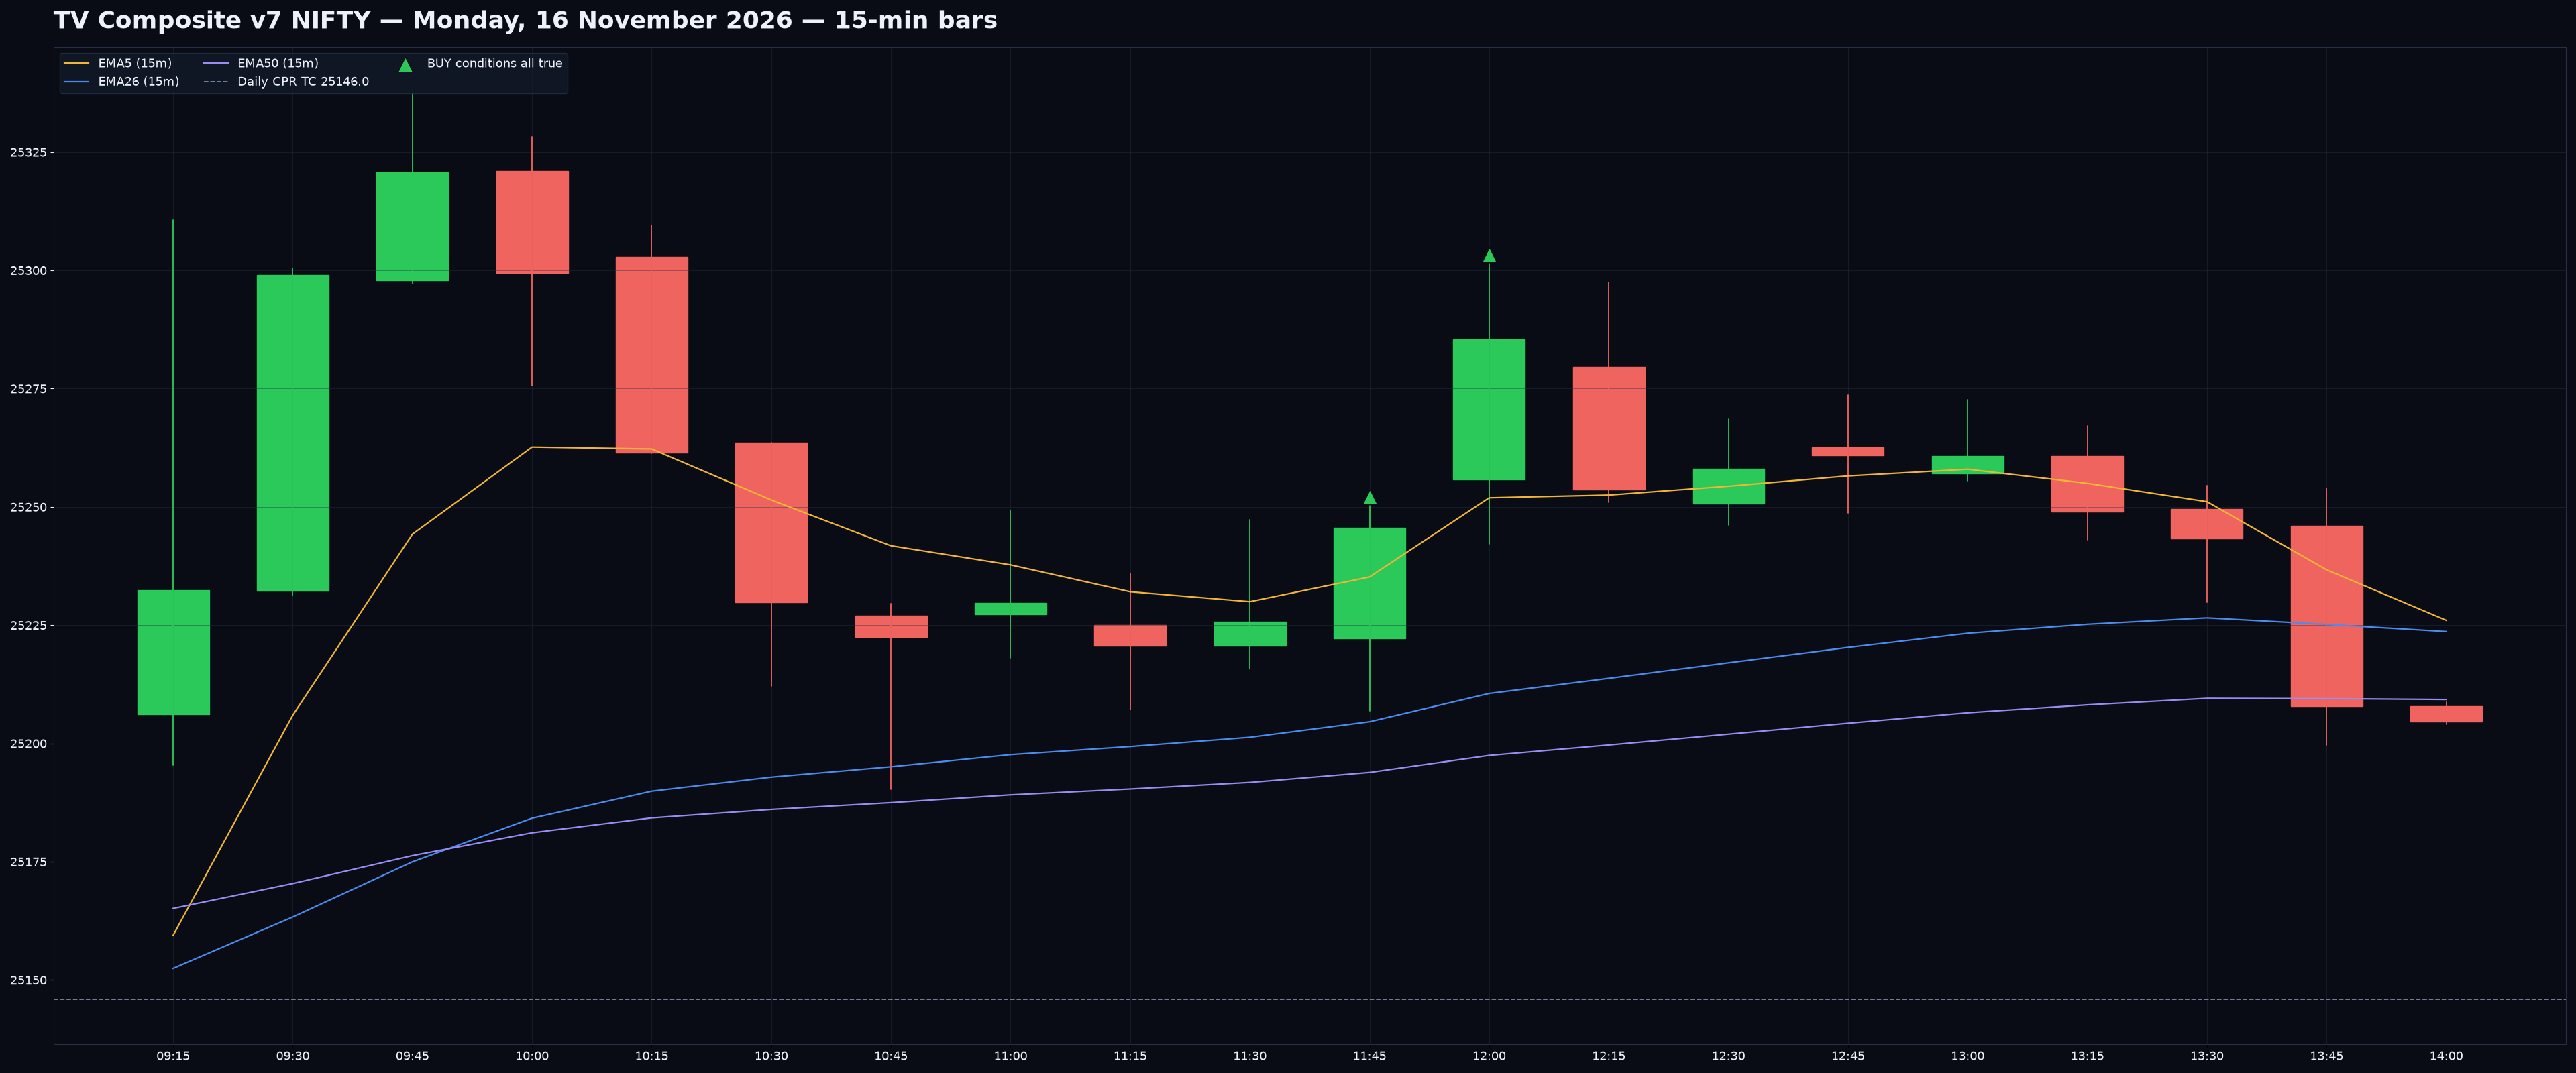 TV Composite v7 NIFTY — Monday, 16 November 2026 — 15-min bars
EMA5 (15m)
EMA26 (15m)
EMA50 (15m)
Daily CPR TC 25146.0
BUY conditions all true
25325
25300
25275
25250
25225
25200
25175
25150
09:15 09:30 09:45 10:00 10:15 10:30 10:45 11:00 11:15 11:30 11:45 12:00 12:15 12:30 12:45 13:00 13:15 13:30 13:45 14:00